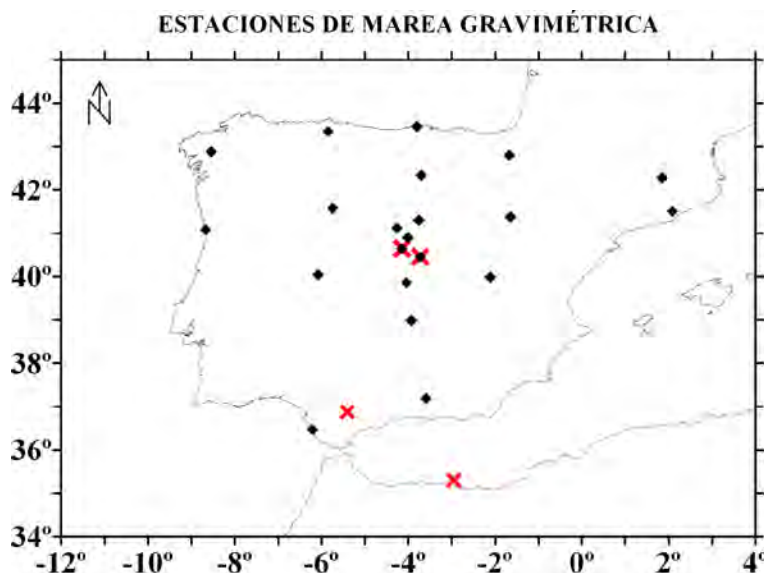 ESTACIONES DE MAREA GRAVIMÉTRICA
N
44º
42º
40º
38º
36º
34º
-12º -10º -8º -6º -4º -2º 0º 2º 4º